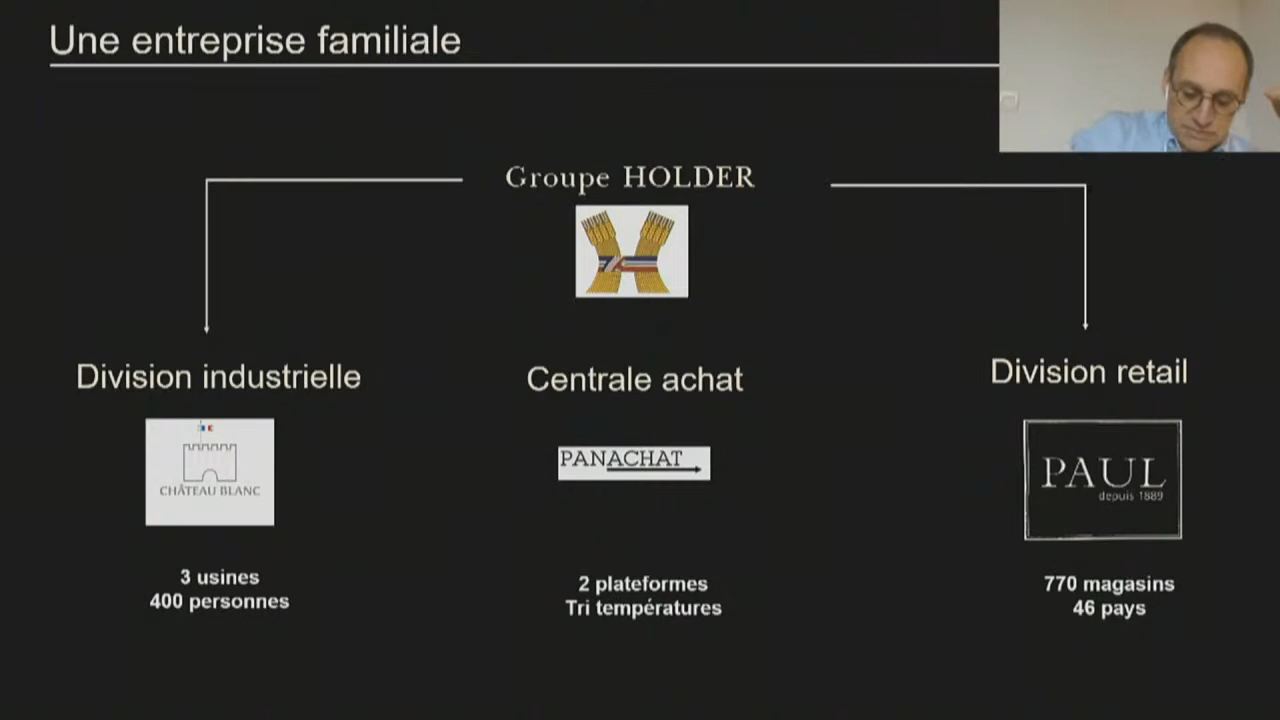 Une entreprise familiale
Groupe HOLDER
Division industrielle
CHÂTEAU BLANC
3 usines
400 personnes
Centrale achat
PANACHAT
2 plateformes
Tri températures
Division retail
PAUL
depuis 1889
770 magasins
46 pays